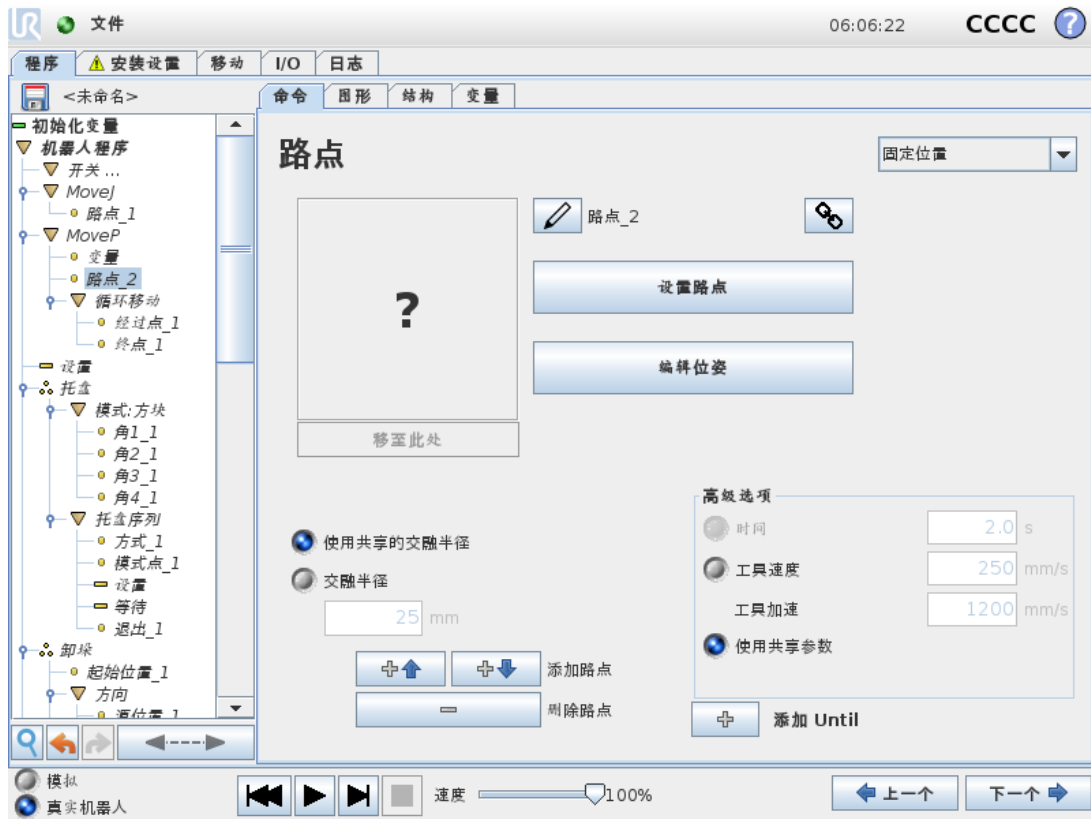 UR 文件 06:06:22 CCCC ?
程序 安装设置 移动 I/O 日志
<未命名> 命令 图形 结构 变量
初始化变量
机器人程序
开关 ...
MoveJ
路点_1
MoveP
变量
路点_2
循环移动
经过点_1
终点_1
设置
托盘
模式:方块
角1_1
角2_1
角3_1
角4_1
托盘序列
方式_1
模式点_1
设置
等待
退出_1
卸垛
起始位置_1
方向
源位置_1
路点
固定位置
?
移至此处
路点_2
设置路点
编辑位姿
使用共享的交融半径
交融半径
25 mm
添加路点
删除路点
高级选项
时间 2.0 s
工具速度 250 mm/s
工具加速 1200 mm/s
使用共享参数
添加 Until
模拟
真实机器人
速度 100%
上一个 下一个